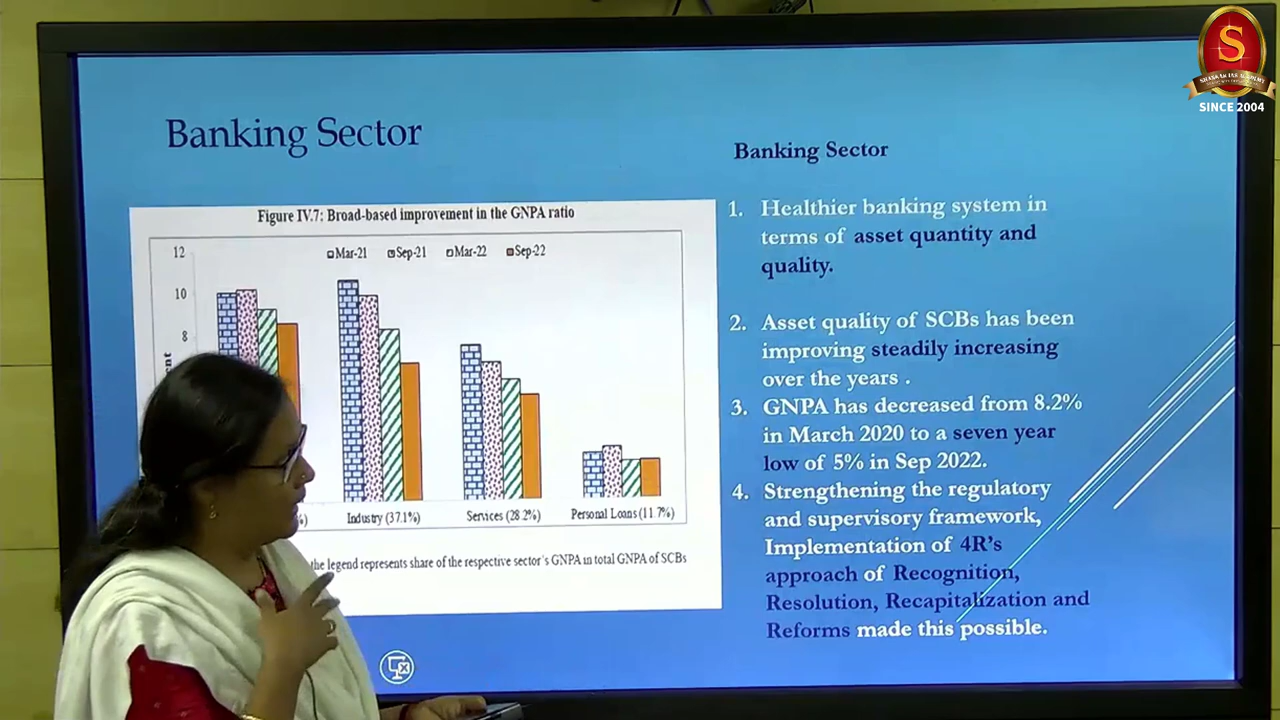 S
SHANKAR IAS ACADEMY
SINCE 2004
Banking Sector
Figure IV.7: Broad-based improvement in the GNPA ratio
Mar-21 Sep-21 Mar-22 Sep-22
12
10
8
Industry (37.1%) Services (28.2%) Personal Loans (11.7%)
the legend represents share of the respective sector's GNPA in total GNPA of SCBs
Banking Sector
1. Healthier banking system in
terms of asset quantity and
quality.
2. Asset quality of SCBs has been
improving steadily increasing
over the years .
3. GNPA has decreased from 8.2%
in March 2020 to a seven year
low of 5% in Sep 2022.
4. Strengthening the regulatory
and supervisory framework,
Implementation of 4R's
approach of Recognition,
Resolution, Recapitalization and
Reforms made this possible.